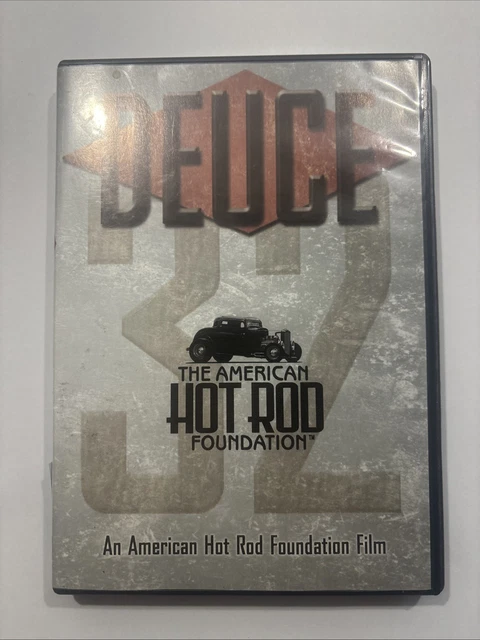 DEUCE
32
THE AMERICAN
HOT ROD
FOUNDATION™
An American Hot Rod Foundation Film